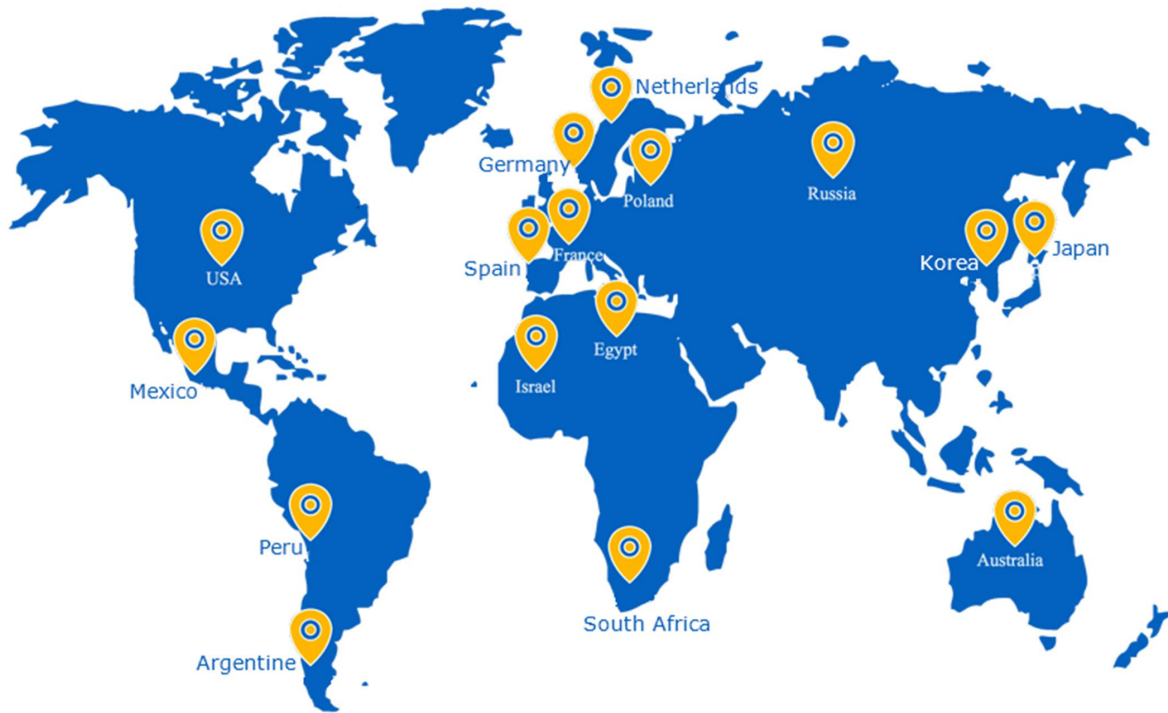 Netherlands
Germany
Poland
Russia
France
Spain
Korea
Japan
USA
Egypt
Israel
Mexico
Peru
Australia
South Africa
Argentine